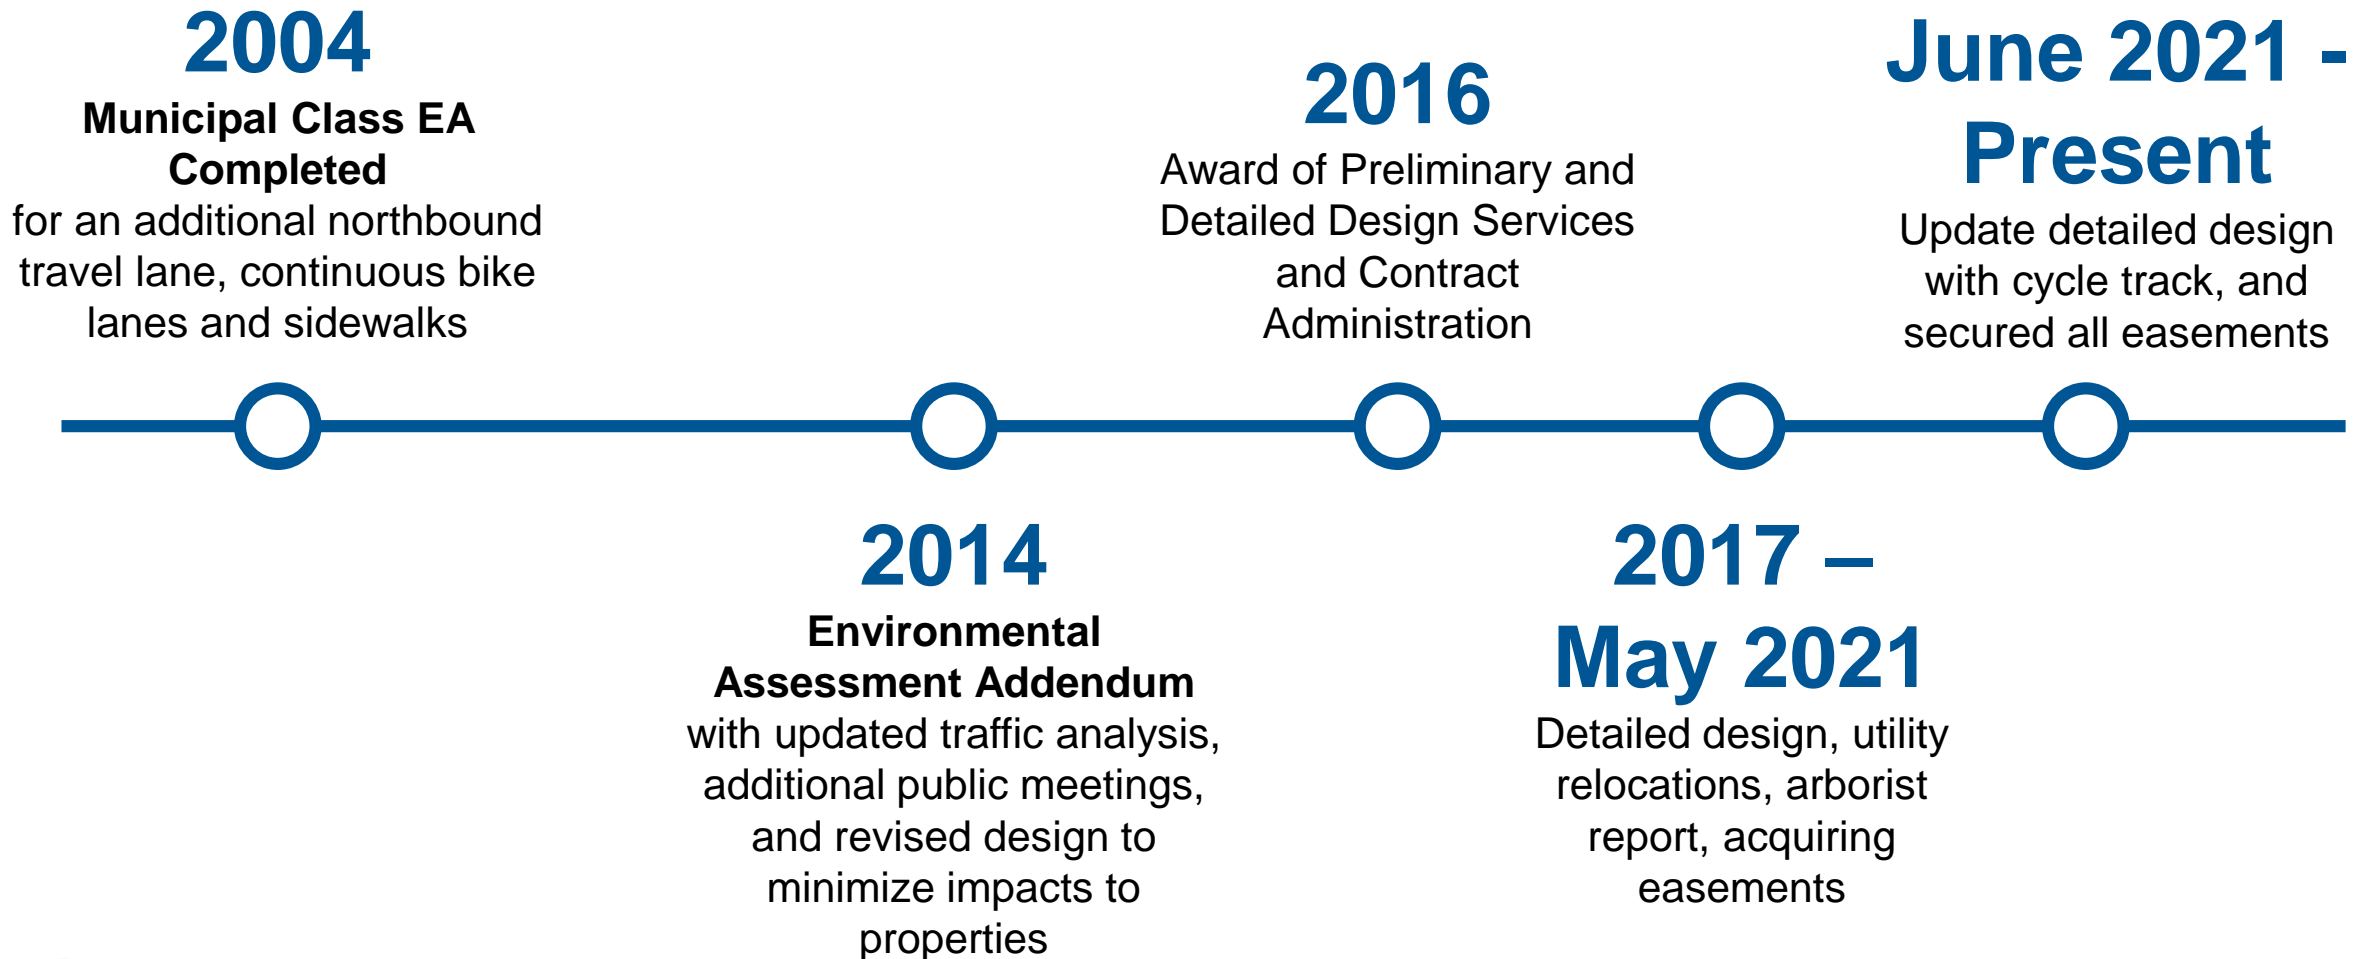 2004
Municipal Class EA
Completed
for an additional northbound
travel lane, continuous bike
lanes and sidewalks
2014
Environmental
Assessment Addendum
with updated traffic analysis,
additional public meetings,
and revised design to
minimize impacts to
properties
2016
Award of Preliminary and
Detailed Design Services
and Contract
Administration
2017 –
May 2021
Detailed design, utility
relocations, arborist
report, acquiring
easements
June 2021 -
Present
Update detailed design
with cycle track, and
secured all easements